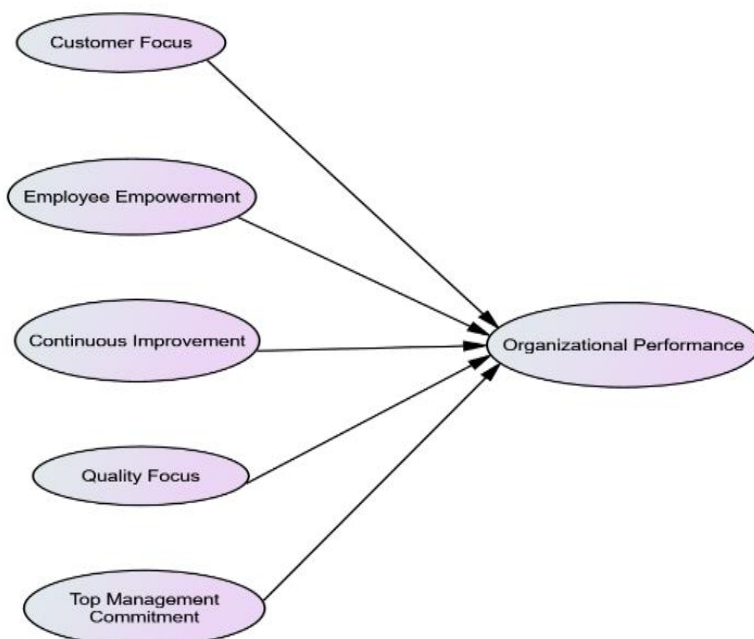 Customer Focus
Employee Empowerment
Continuous Improvement
Organizational Performance
Quality Focus
Top Management
Commitment